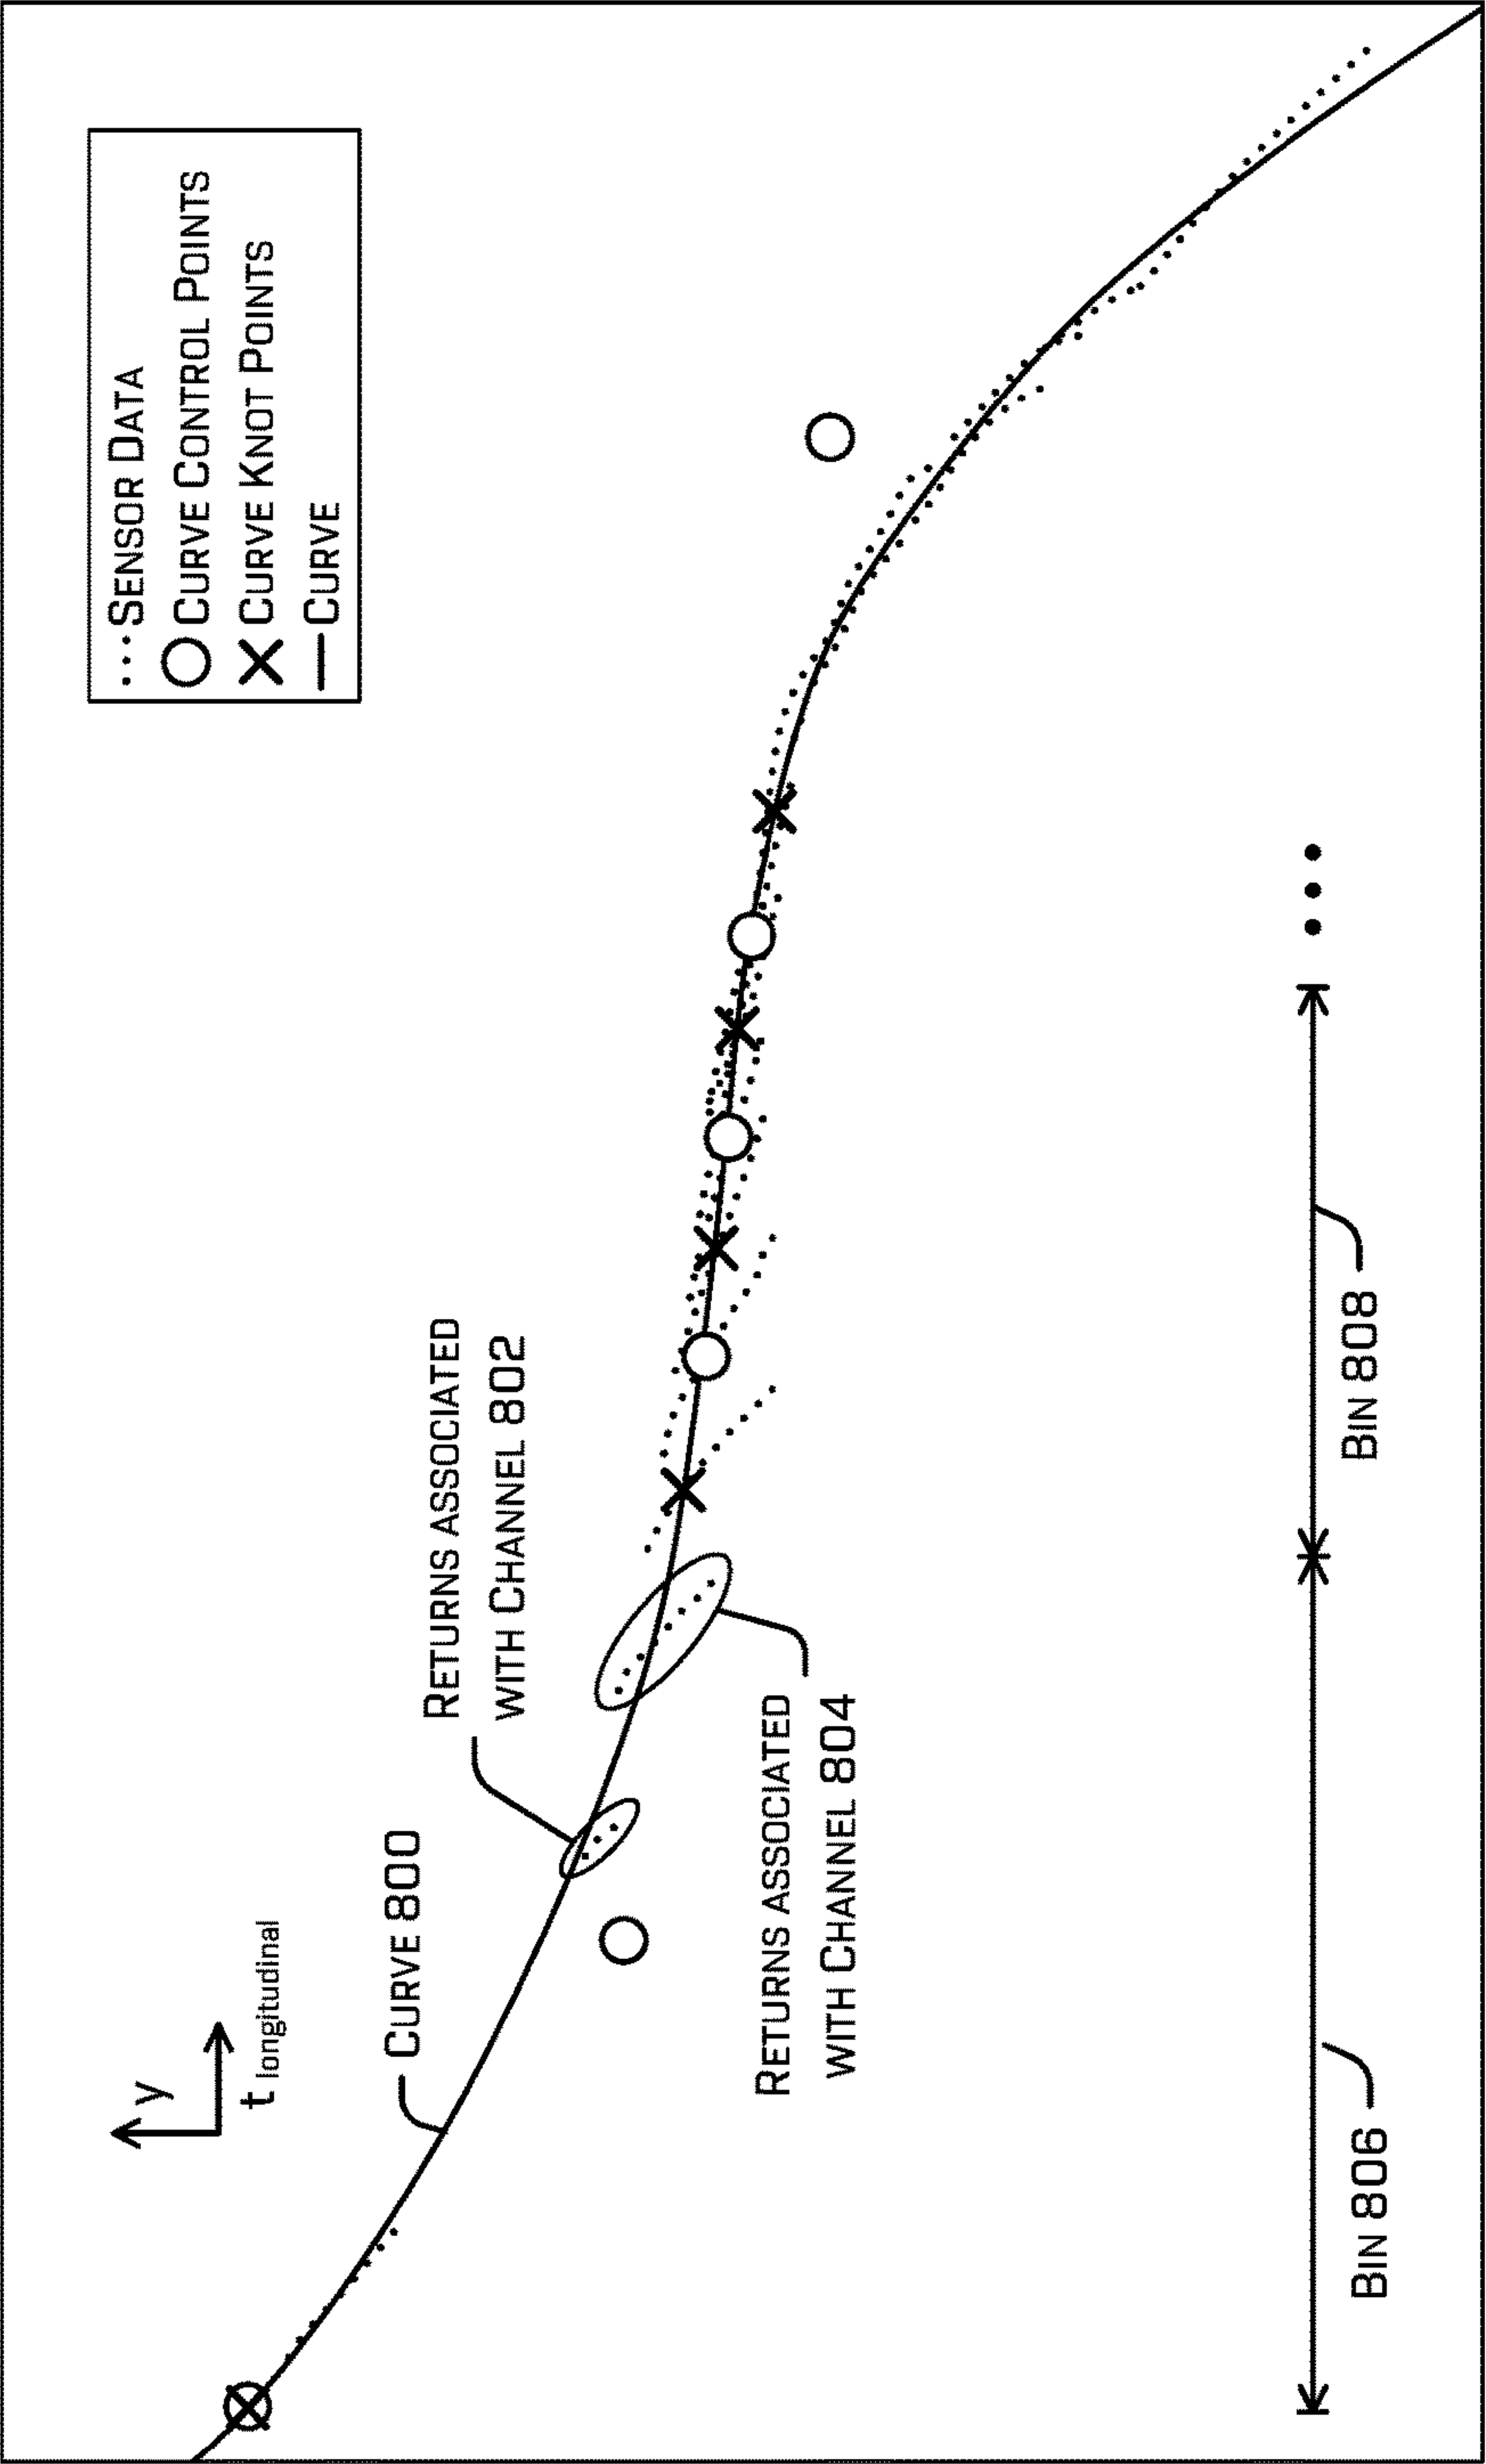 SENSOR DATA
CURVE CONTROL POINTS
CURVE KNOT POINTS
CURVE
y
t longitudinal
CURVE 800
RETURNS ASSOCIATED
WITH CHANNEL 802
RETURNS ASSOCIATED
WITH CHANNEL 804
BIN 806
BIN 808